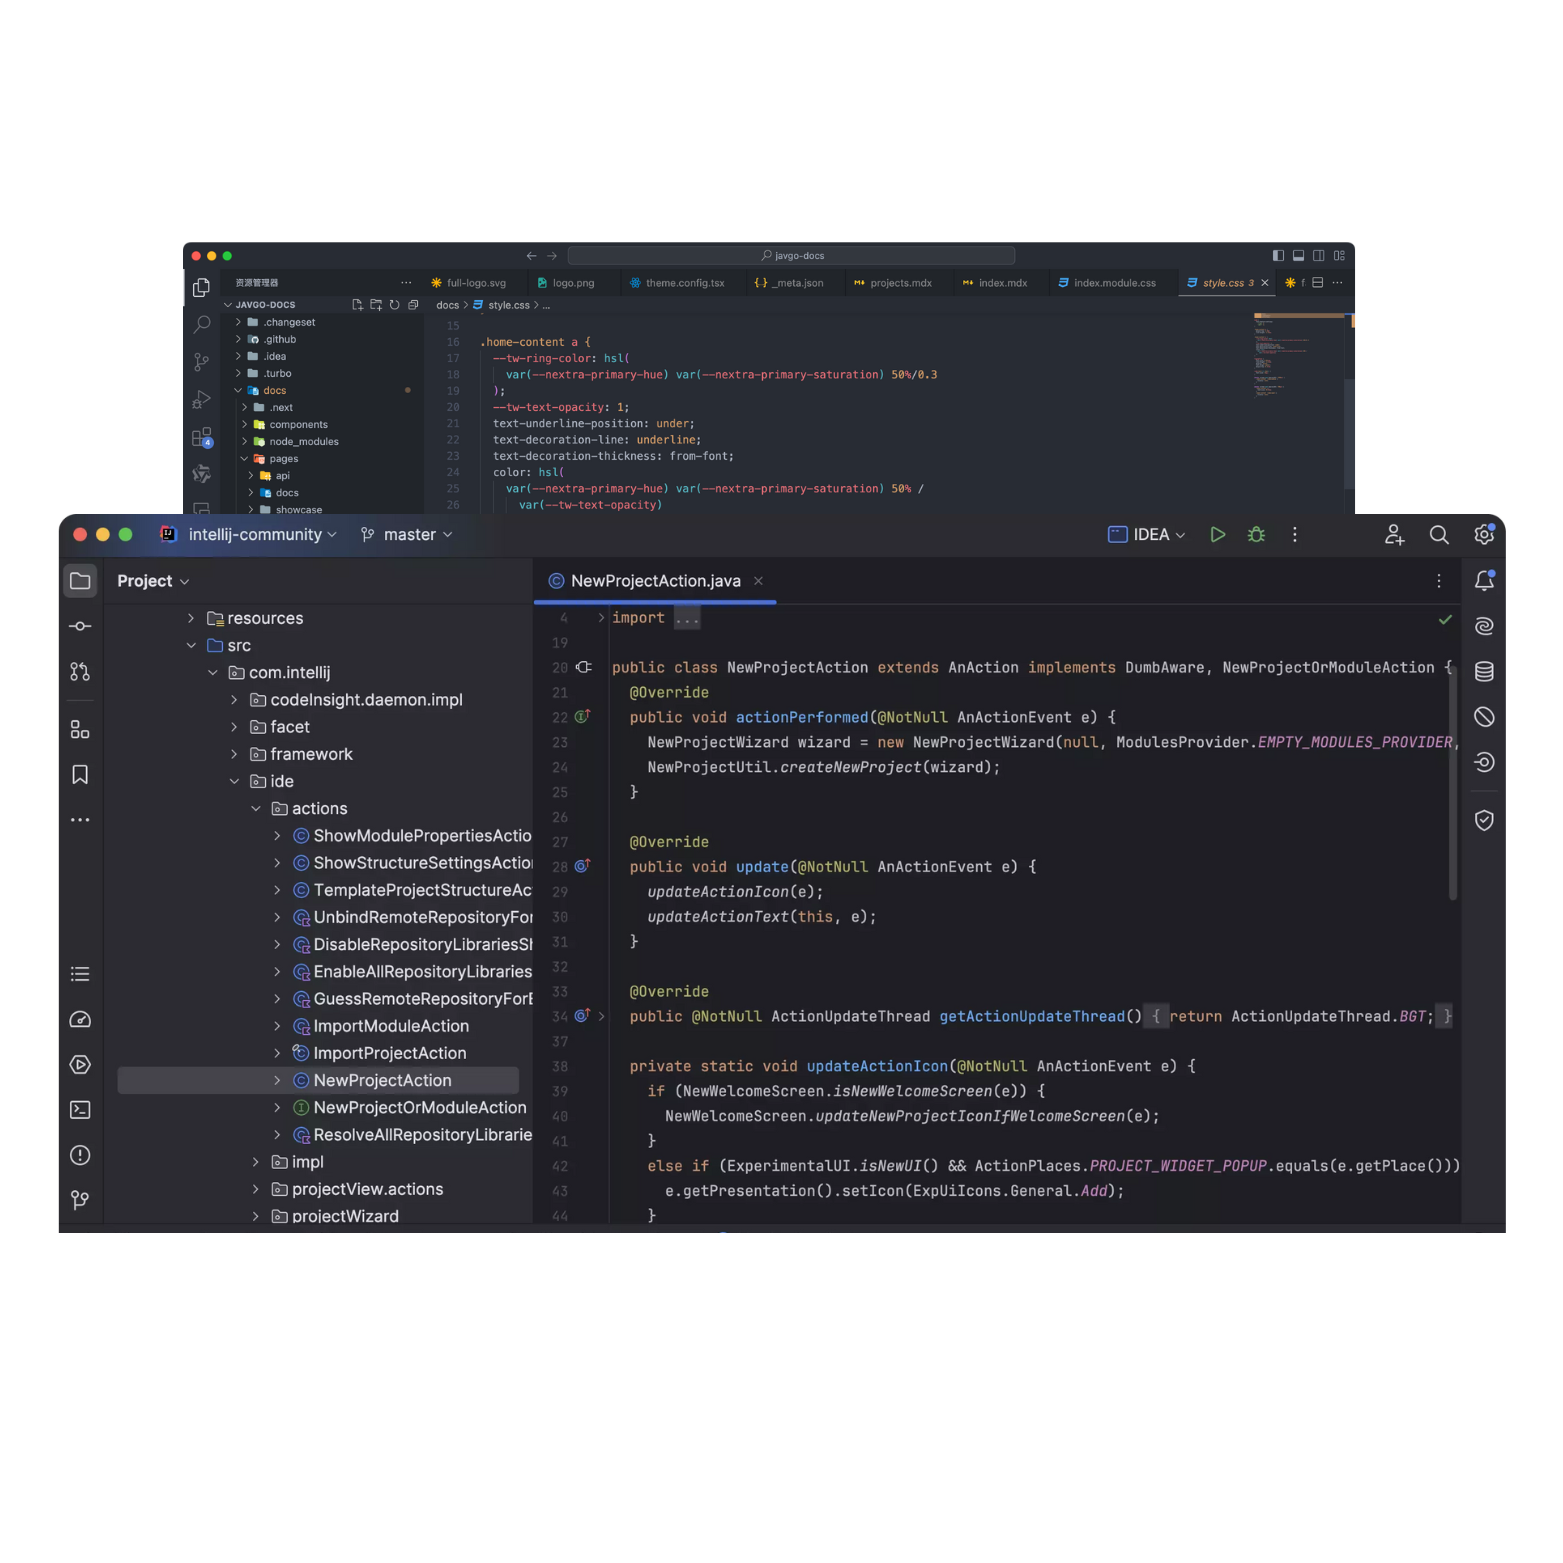 javgo-docs
资源管理器
full-logo.svg
logo.png
theme.config.tsx
_meta.json
projects.mdx
index.mdx
index.module.css
style.css 3
JAVGO-DOCS
docs > style.css > ...
.changeset
.github
.idea
.turbo
docs
.next
components
node_modules
pages
api
docs
showcase
4
15
16 .home-content a {
17 --tw-ring-color: hsl(
18 var(--nextra-primary-hue) var(--nextra-primary-saturation) 50%/0.3
19 );
20 --tw-text-opacity: 1;
21 text-underline-position: under;
22 text-decoration-line: underline;
23 text-decoration-thickness: from-font;
24 color: hsl(
25 var(--nextra-primary-hue) var(--nextra-primary-saturation) 50% /
26 var(--tw-text-opacity)
intellij-community
master
IDEA
Project
resources
src
com.intellij
codeInsight.daemon.impl
facet
framework
ide
actions
ShowModulePropertiesActio
ShowStructureSettingsActio
TemplateProjectStructureAc
UnbindRemoteRepositoryFor
DisableRepositoryLibrariesSh
EnableAllRepositoryLibraries
GuessRemoteRepositoryForE
ImportModuleAction
ImportProjectAction
NewProjectAction
NewProjectOrModuleAction
ResolveAllRepositoryLibrarie
impl
projectView.actions
projectWizard
NewProjectAction.java
4 import ...
19
20 public class NewProjectAction extends AnAction implements DumbAware, NewProjectOrModuleAction {
21 @Override
22 public void actionPerformed(@NotNull AnActionEvent e) {
23 NewProjectWizard wizard = new NewProjectWizard(null, ModulesProvider.EMPTY_MODULES_PROVIDER,
24 NewProjectUtil.createNewProject(wizard);
25 }
26
27 @Override
28 public void update(@NotNull AnActionEvent e) {
29 updateActionIcon(e);
30 updateActionText(this, e);
31 }
32
33 @Override
34 public @NotNull ActionUpdateThread getActionUpdateThread() { return ActionUpdateThread.BGT; }
37
38 private static void updateActionIcon(@NotNull AnActionEvent e) {
39 if (NewWelcomeScreen.isNewWelcomeScreen(e)) {
40 NewWelcomeScreen.updateNewProjectIconIfWelcomeScreen(e);
41 }
42 else if (ExperimentalUI.isNewUI() && ActionPlaces.PROJECT_WIDGET_POPUP.equals(e.getPlace()))
43 e.getPresentation().setIcon(ExpUiIcons.General.Add);
44 }